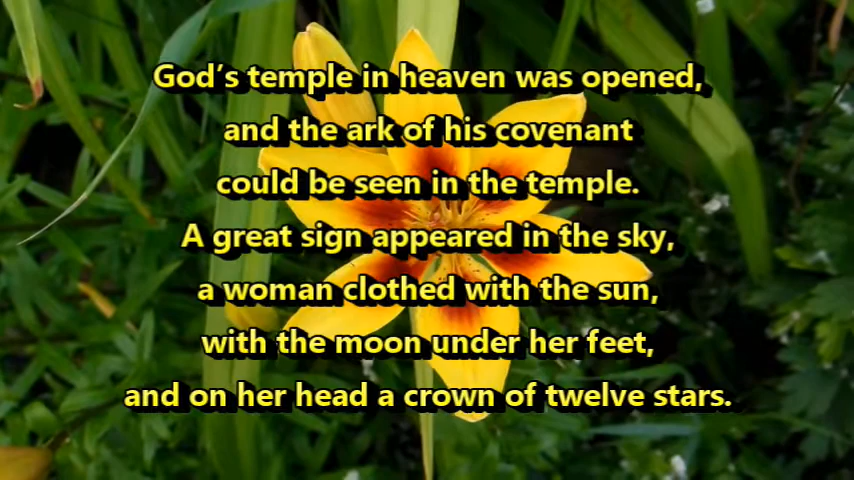 God’s temple in heaven was opened,
and the ark of his covenant
could be seen in the temple.
A great sign appeared in the sky,
a woman clothed with the sun,
with the moon under her feet,
and on her head a crown of twelve stars.